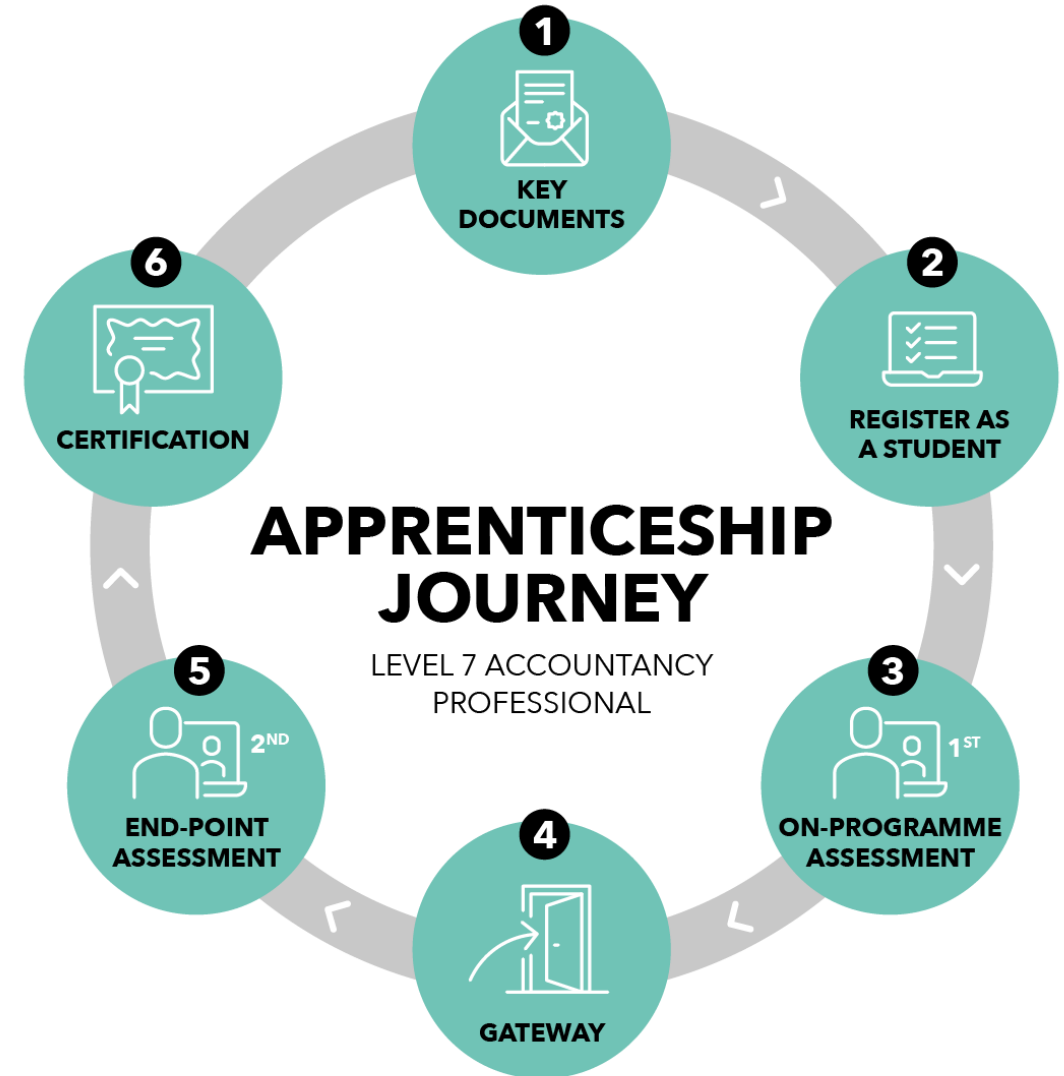 APPRENTICESHIP
JOURNEY
LEVEL 7 ACCOUNTANCY
PROFESSIONAL
1
KEY
DOCUMENTS
2
REGISTER AS
A STUDENT
3
1ST
ON-PROGRAMME
ASSESSMENT
4
GATEWAY
5
2ND
END-POINT
ASSESSMENT
6
CERTIFICATION